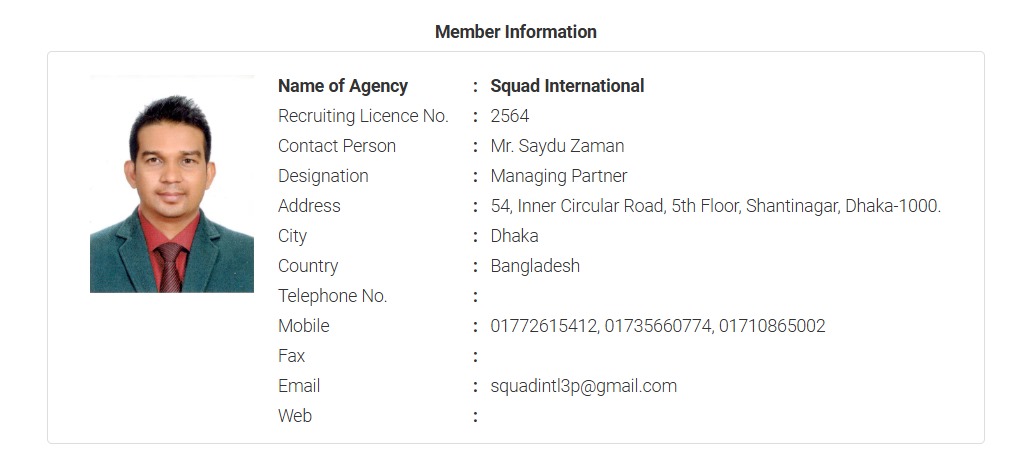 Member Information
Name of Agency : Squad International
Recruiting Licence No. : 2564
Contact Person : Mr. Saydu Zaman
Designation : Managing Partner
Address : 54, Inner Circular Road, 5th Floor, Shantinagar, Dhaka-1000.
City : Dhaka
Country : Bangladesh
Telephone No. :
Mobile : 01772615412, 01735660774, 01710865002
Fax :
Email : squadintl3p@gmail.com
Web :